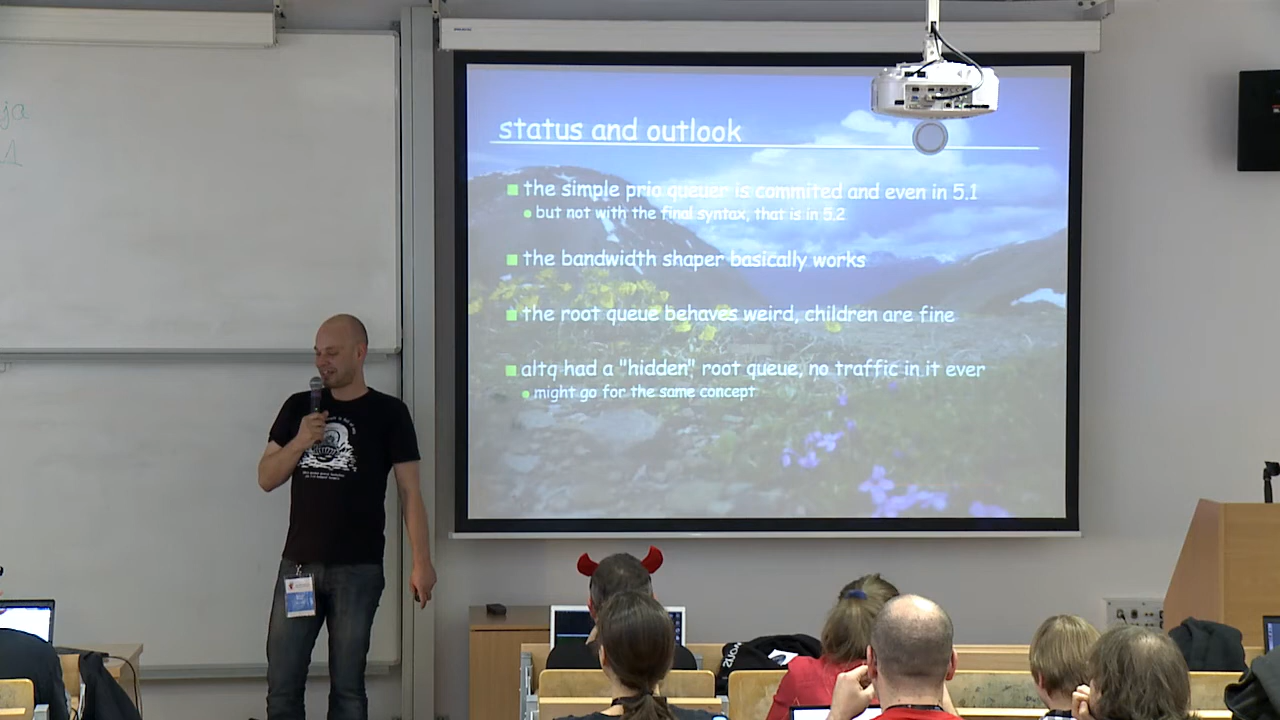 ja
1
status and outlook
the simple prio queuer is commited and even in 5.1
but not with the final syntax, that is in 5.2
the bandwidth shaper basically works
the root queue behaves weird, children are fine
altq had a "hidden" root queue, no traffic in it ever
might go for the same concept